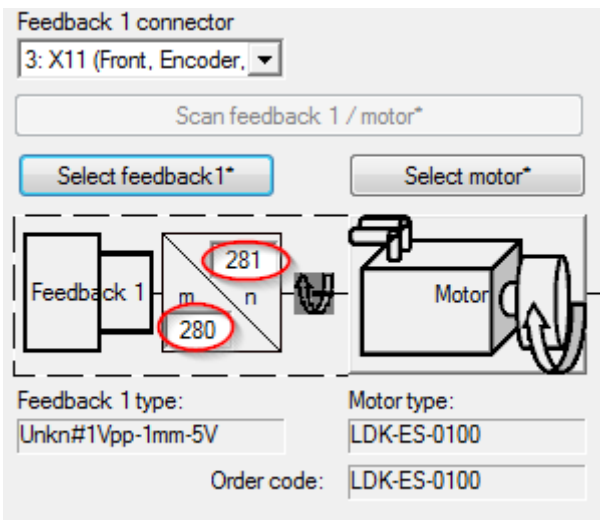 Feedback 1 connector
3: X11 (Front, Encoder,
Scan feedback 1 / motor*
Select feedback1*
Select motor*
281
Feedback 1
m
n
Motor
280
Feedback 1 type:
Motor type:
Unkn#1Vpp-1mm-5V
LDK-ES-0100
Order code:
LDK-ES-0100